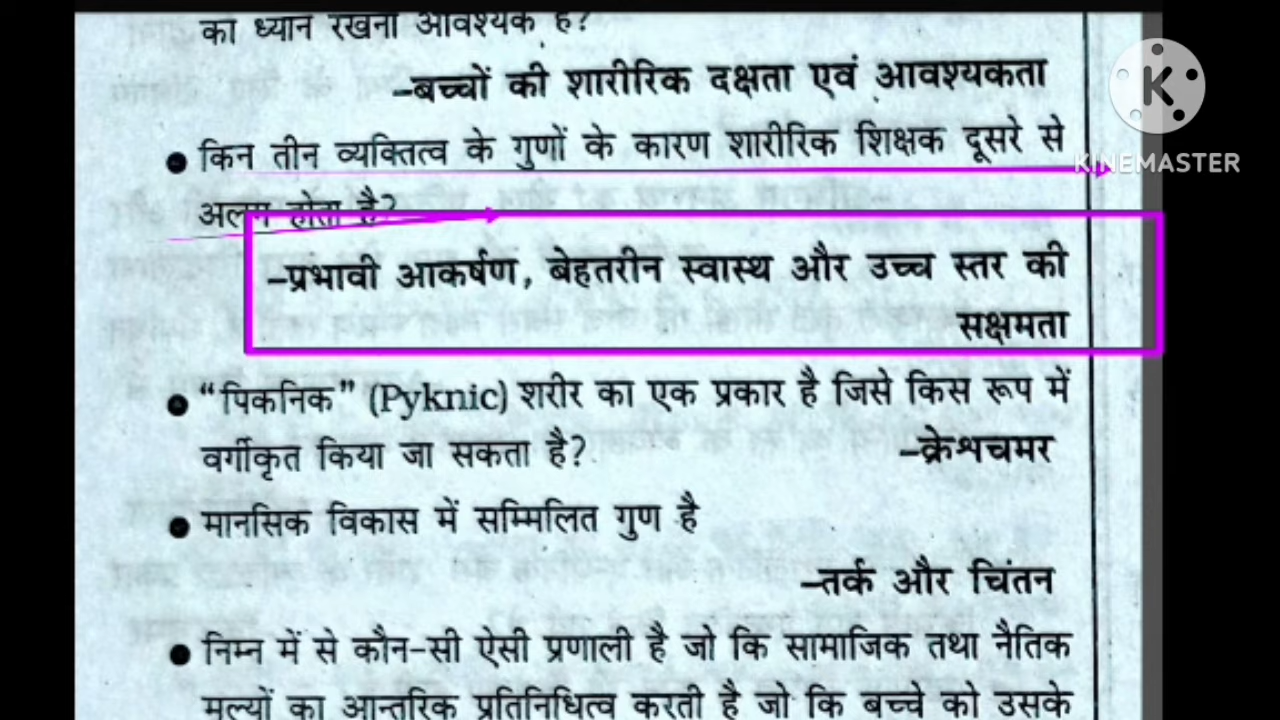 का ध्यान रखना आवश्यक है?
–बच्चों की शारीरिक दक्षता एवं आवश्यकता
● किन तीन व्यक्तित्व के गुणों के कारण शारीरिक शिक्षक दूसरे से
अलग होता है?
–प्रभावी आकर्षण, बेहतरीन स्वास्थ और उच्च स्तर की
सक्षमता
● “पिकनिक” (Pyknic) शरीर का एक प्रकार है जिसे किस रूप में
वर्गीकृत किया जा सकता है? –क्रेश्चचमर
● मानसिक विकास में सम्मिलित गुण है
–तर्क और चिंतन
● निम्न में से कौन-सी ऐसी प्रणाली है जो कि सामाजिक तथा नैतिक
मूल्यों का आन्तरिक प्रतिनिधित्व करती है जो कि बच्चे को उसके
K
KINEMASTER